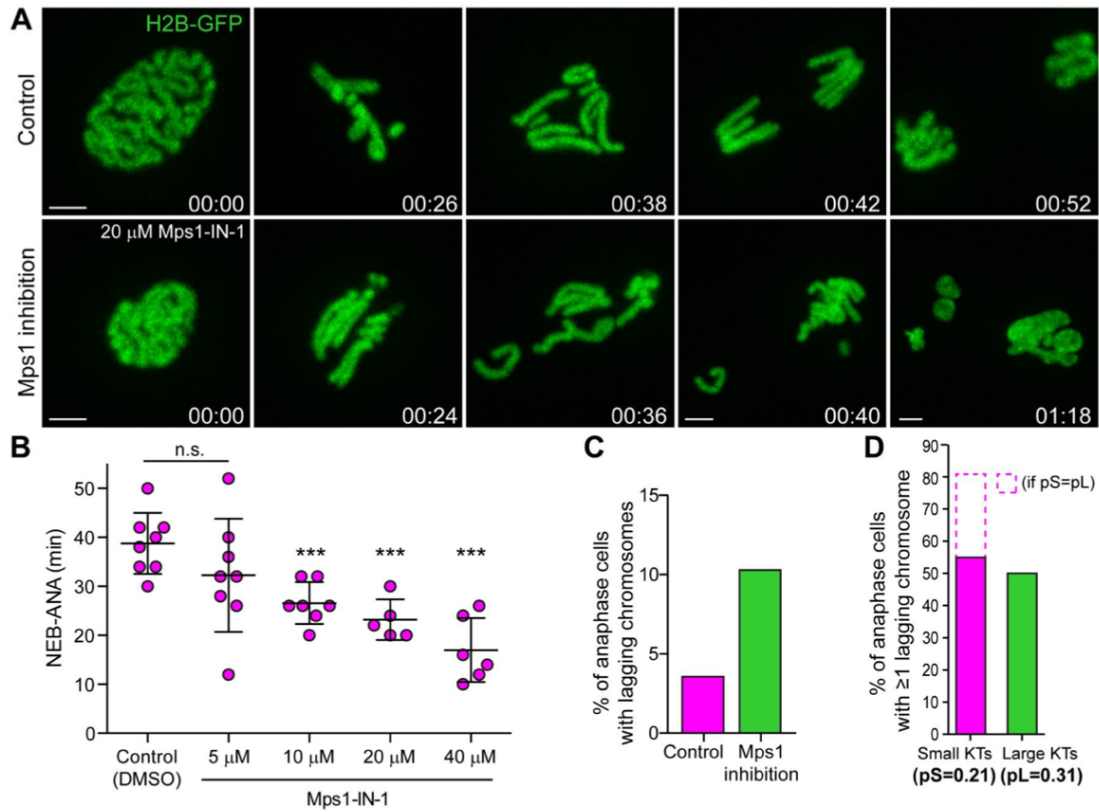 A
H2B-GFP
Control
00:00
00:26
00:38
00:42
00:52
20 μM Mps1-IN-1
Mps1 inhibition
00:00
00:24
00:36
00:40
01:18
B
n.s.
NEB-ANA (min)
50
40
30
20
10
0
***
***
***
Control
(DMSO)
5 μM
10 μM
20 μM
40 μM
Mps1-IN-1
C
% of anaphase cells
with lagging chromosomes
15
10
5
0
Control
Mps1
inhibition
D
% of anaphase cells
with ≥1 lagging chromosome
90
80
70
60
50
40
30
20
10
0
(if pS=pL)
Small KTs
(pS=0.21)
Large KTs
(pL=0.31)